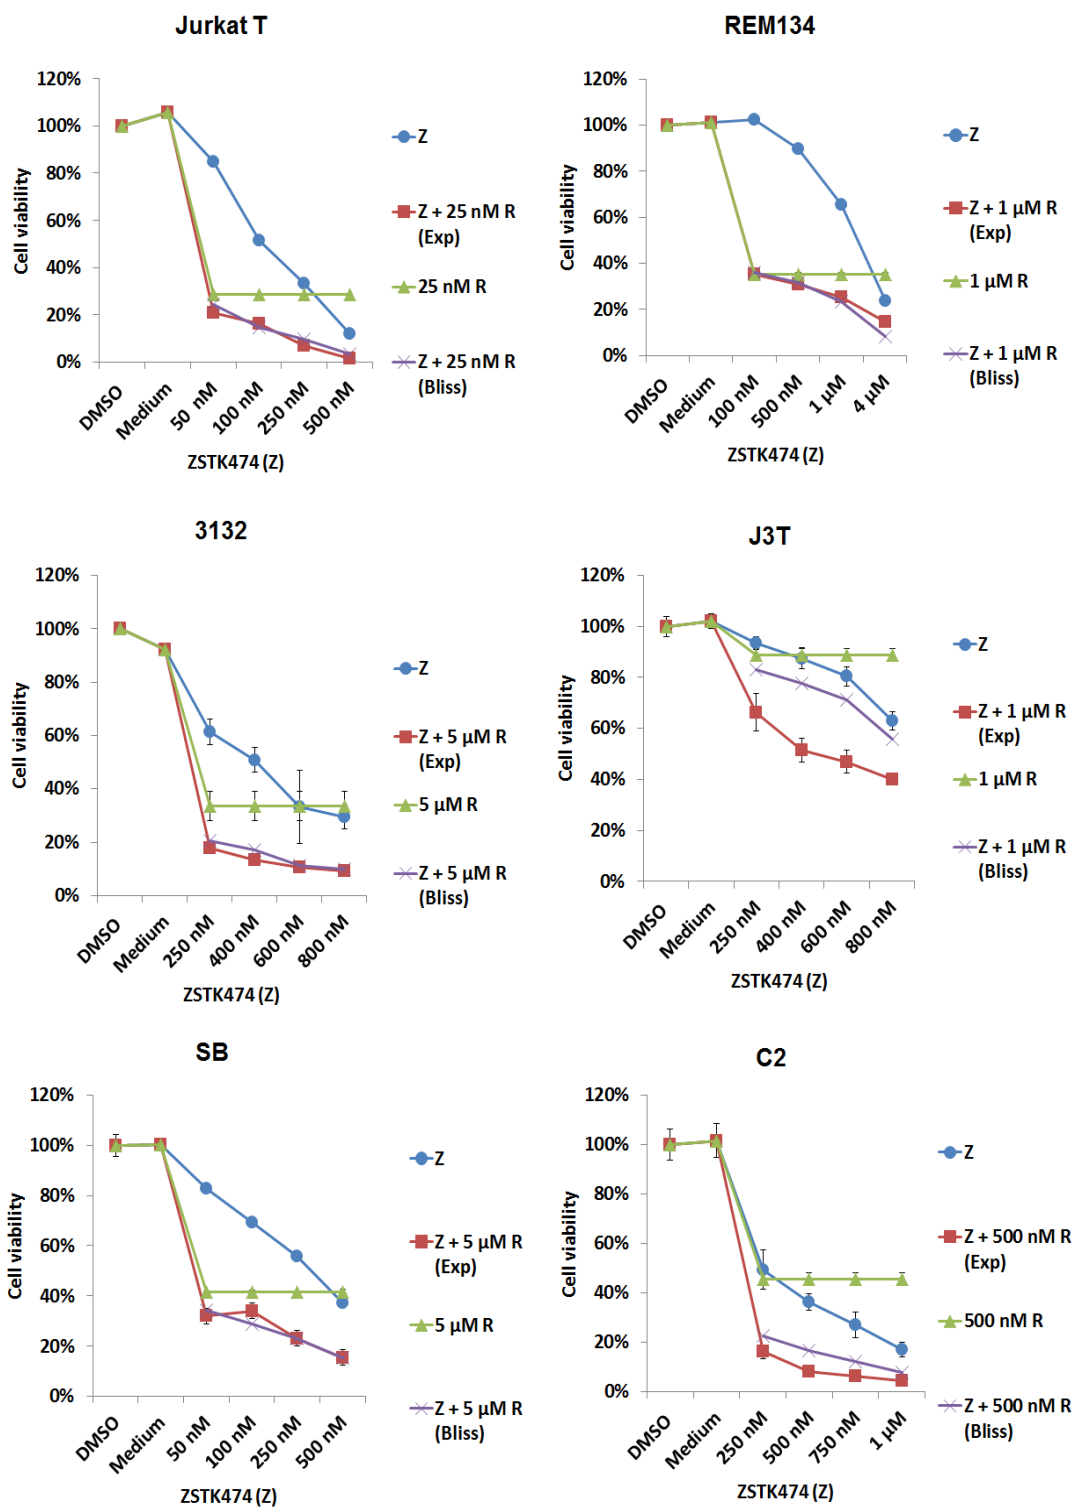 Jurkat T
120%
100%
80%
60%
40%
20%
0%
Cell viability
DMSO
Medium
50 nM
100 nM
250 nM
500 nM
ZSTK474 (Z)
Z
Z + 25 nM R
(Exp)
25 nM R
Z + 25 nM R
(Bliss)
REM134
120%
100%
80%
60%
40%
20%
0%
Cell viability
DMSO
Medium
100 nM
500 nM
1 µM
4 µM
ZSTK474 (Z)
Z
Z + 1 µM R
(Exp)
1 µM R
Z + 1 µM R
(Bliss)
3132
120%
100%
80%
60%
40%
20%
0%
Cell viability
DMSO
Medium
250 nM
400 nM
600 nM
800 nM
ZSTK474 (Z)
Z
Z + 5 µM R
(Exp)
5 µM R
Z + 5 µM R
(Bliss)
J3T
120%
100%
80%
60%
40%
20%
0%
Cell viability
DMSO
Medium
250 nM
400 nM
600 nM
800 nM
ZSTK474 (Z)
Z
Z + 1 µM R
(Exp)
1 µM R
Z + 1 µM R
(Bliss)
SB
120%
100%
80%
60%
40%
20%
0%
Cell viability
DMSO
Medium
50 nM
100 nM
250 nM
500 nM
ZSTK474 (Z)
Z
Z + 5 µM R
(Exp)
5 µM R
Z + 5 µM R
(Bliss)
C2
120%
100%
80%
60%
40%
20%
0%
Cell viability
DMSO
Medium
250 nM
500 nM
750 nM
1 µM
ZSTK474 (Z)
Z
Z + 500 nM R
(Exp)
500 nM R
Z + 500 nM R
(Bliss)